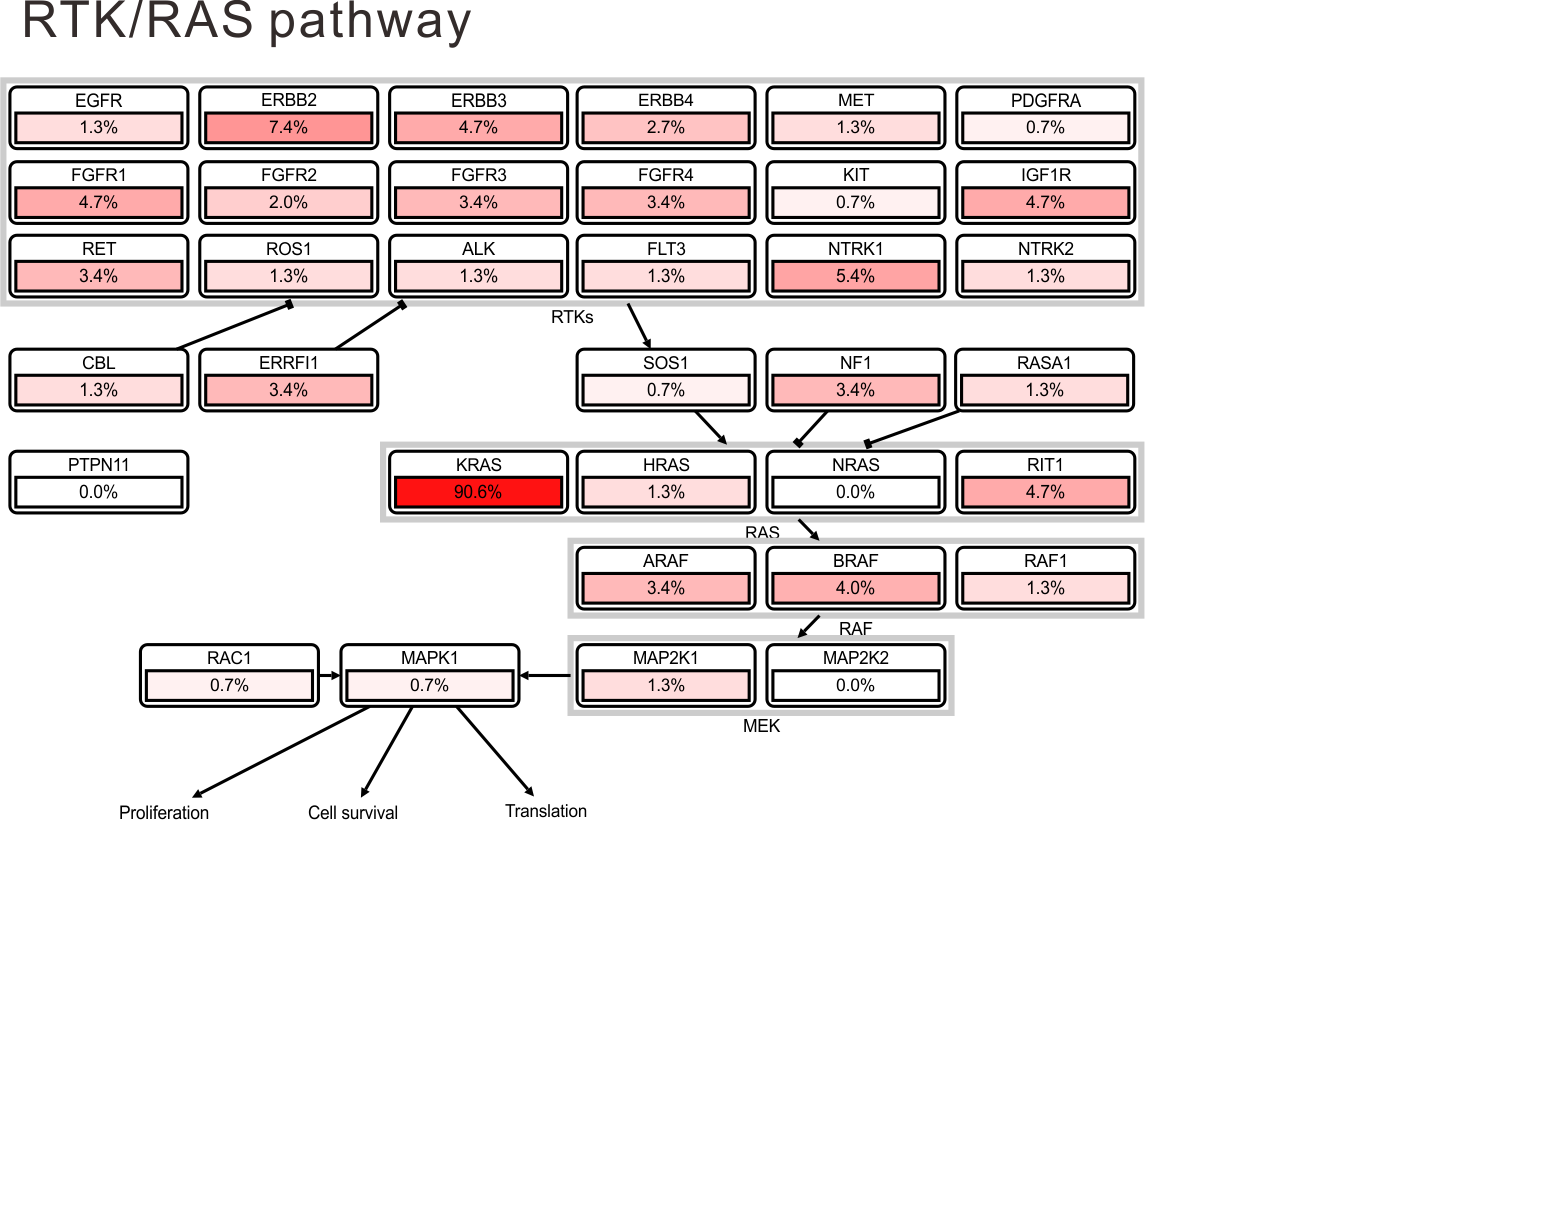 RTK/RAS pathway
EGFR ERBB2 ERBB3 ERBB4 MET PDGFRA
1.3% 7.4% 4.7% 2.7% 1.3% 0.7%
FGFR1 FGFR2 FGFR3 FGFR4 KIT IGF1R
4.7% 2.0% 3.4% 3.4% 0.7% 4.7%
RET ROS1 ALK FLT3 NTRK1 NTRK2
3.4% 1.3% 1.3% 1.3% 5.4% 1.3%
RTKs
CBL ERRFI1 SOS1 NF1 RASA1
1.3% 3.4% 0.7% 3.4% 1.3%
PTPN11 KRAS HRAS NRAS RIT1
0.0% 90.6% 1.3% 0.0% 4.7%
RAS
ARAF BRAF RAF1
3.4% 4.0% 1.3%
RAF
RAC1 MAPK1 MAP2K1 MAP2K2
0.7% 0.7% 1.3% 0.0%
MEK
Proliferation Cell survival Translation